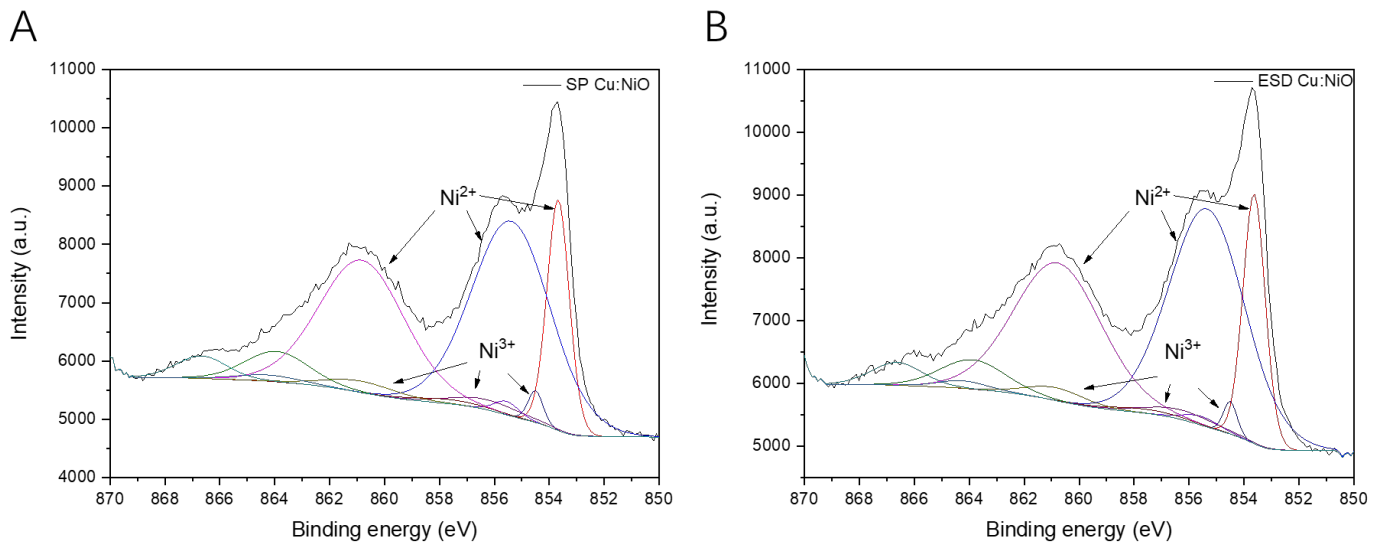 A
11000
10000
9000
8000
7000
6000
5000
4000
Intensity (a.u.)
SP Cu:NiO
Ni²⁺
Ni³⁺
870 868 866 864 862 860 858 856 854 852 850
Binding energy (eV)
B
11000
10000
9000
8000
7000
6000
5000
Intensity (a.u.)
ESD Cu:NiO
Ni²⁺
Ni³⁺
870 868 866 864 862 860 858 856 854 852 850
Binding energy (eV)